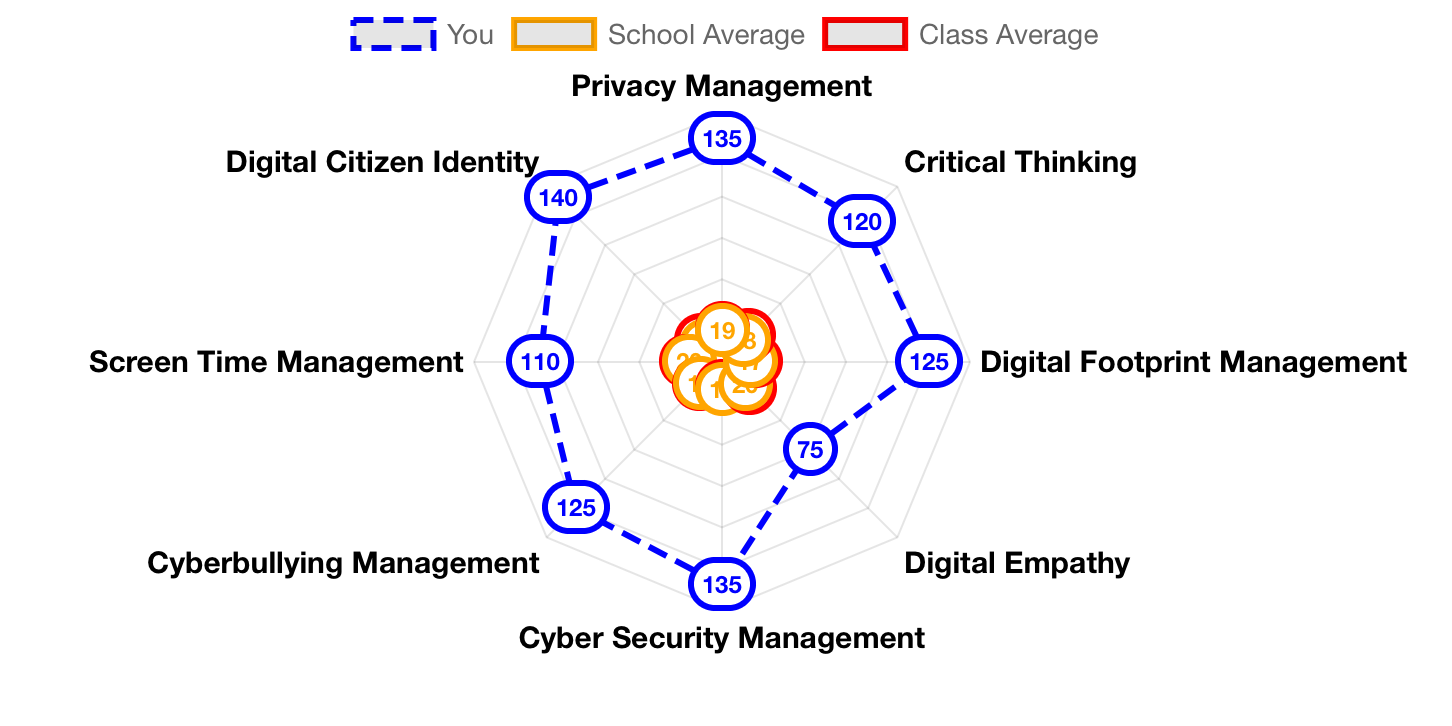 You School Average Class Average
Privacy Management
135
Digital Citizen Identity Critical Thinking
140 120
19
Screen Time Management 110 125 Digital Footprint Management
75
125
Cyberbullying Management Digital Empathy
135
Cyber Security Management